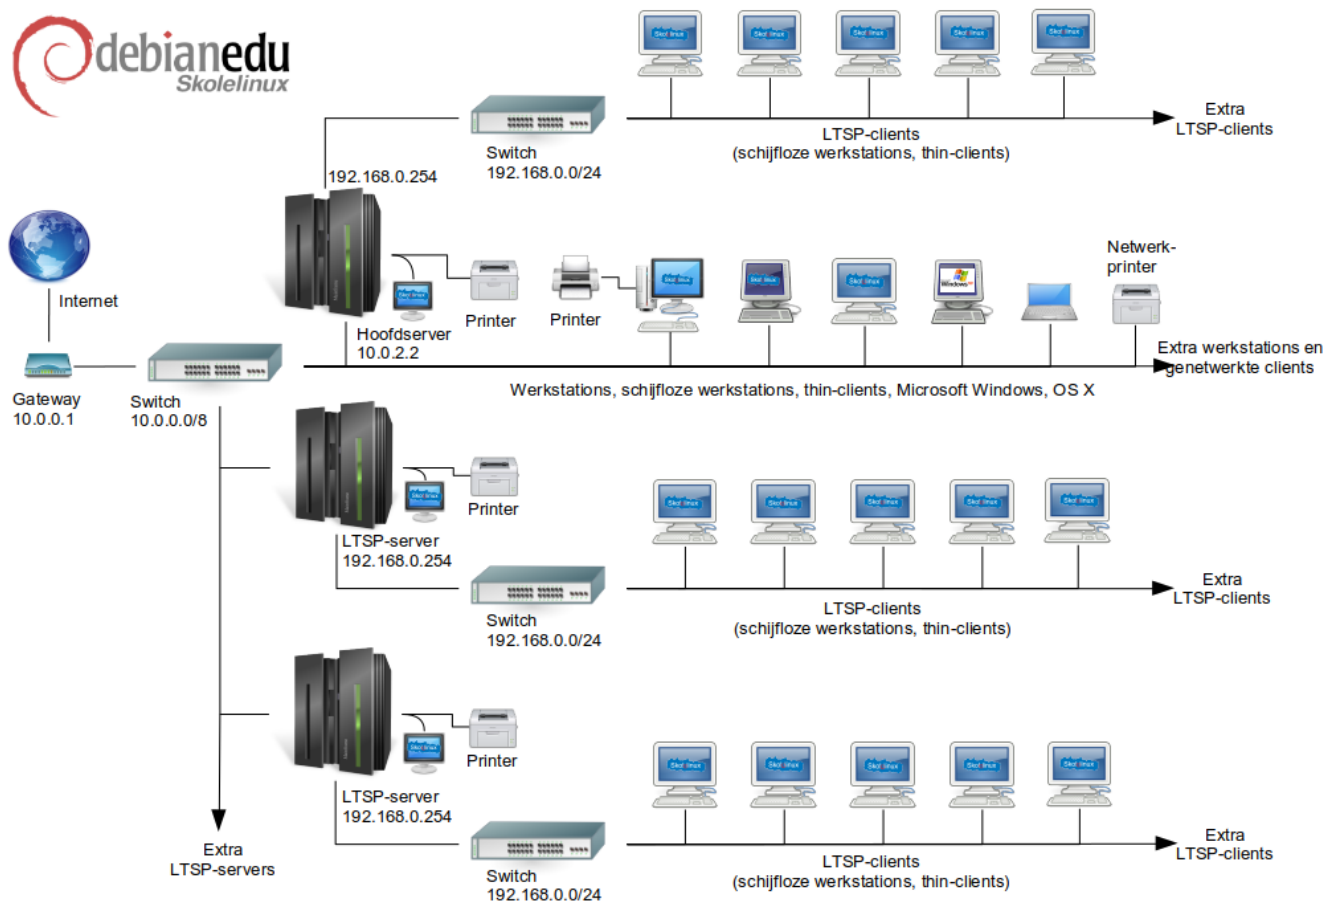 debianedu
Skolelinux
Extra
LTSP-clients
LTSP-clients
(schijfloze werkstations, thin-clients)
Switch
192.168.0.0/24
192.168.0.254
Internet
Printer
Printer
Netwerk-
printer
Hoofdserver
10.0.2.2
Windows
Extra werkstations en
genetwerkte clients
Werkstations, schijfloze werkstations, thin-clients, Microsoft Windows, OS X
Gateway
10.0.0.1
Switch
10.0.0.0/8
Printer
LTSP-server
192.168.0.254
Switch
192.168.0.0/24
LTSP-clients
(schijfloze werkstations, thin-clients)
Extra
LTSP-clients
Printer
LTSP-server
192.168.0.254
Switch
192.168.0.0/24
LTSP-clients
(schijfloze werkstations, thin-clients)
Extra
LTSP-clients
Extra
LTSP-servers